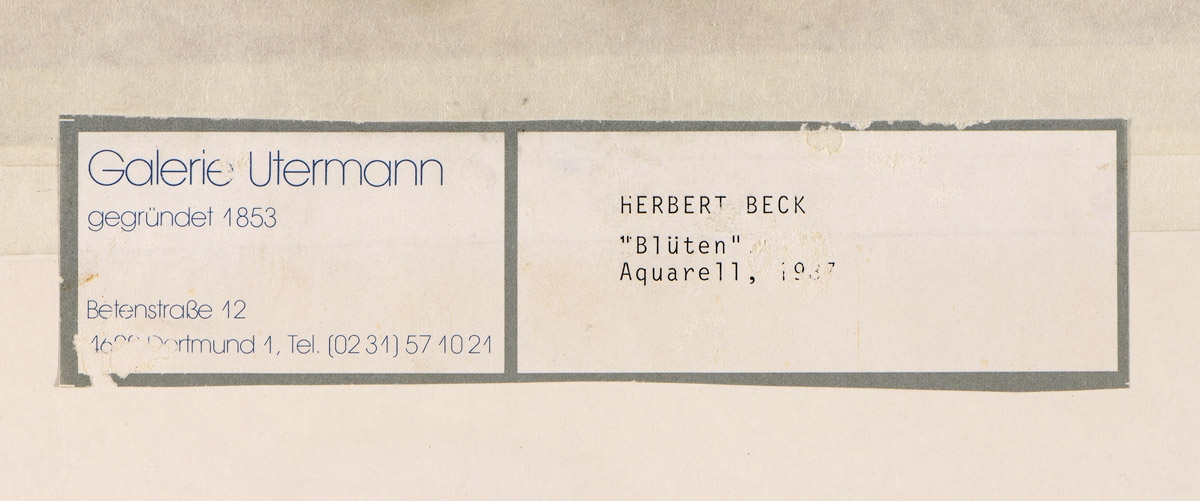 Galerie Utermann
gegründet 1853
Betenstraße 12
Dortmund 1, Tel. (02 31) 57 10 21
HERBERT BECK
"Blüten"
Aquarell,